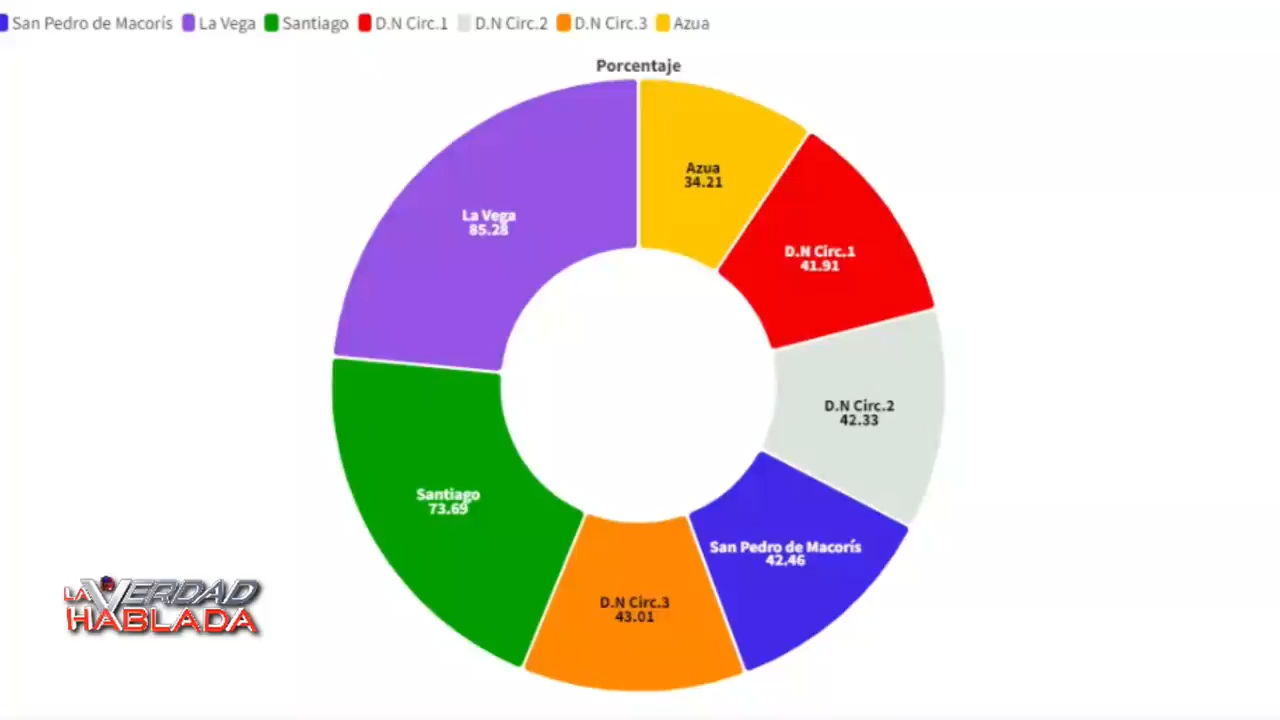 San Pedro de Macorís La Vega Santiago D.N Circ.1 D.N Circ.2 D.N Circ.3 Azua
Porcentaje
Azua
34.21
La Vega
85.28
D.N Circ.1
41.91
D.N Circ.2
42.33
Santiago
73.69
San Pedro de Macorís
42.46
D.N Circ.3
43.01
LA VERDAD
HABLADA